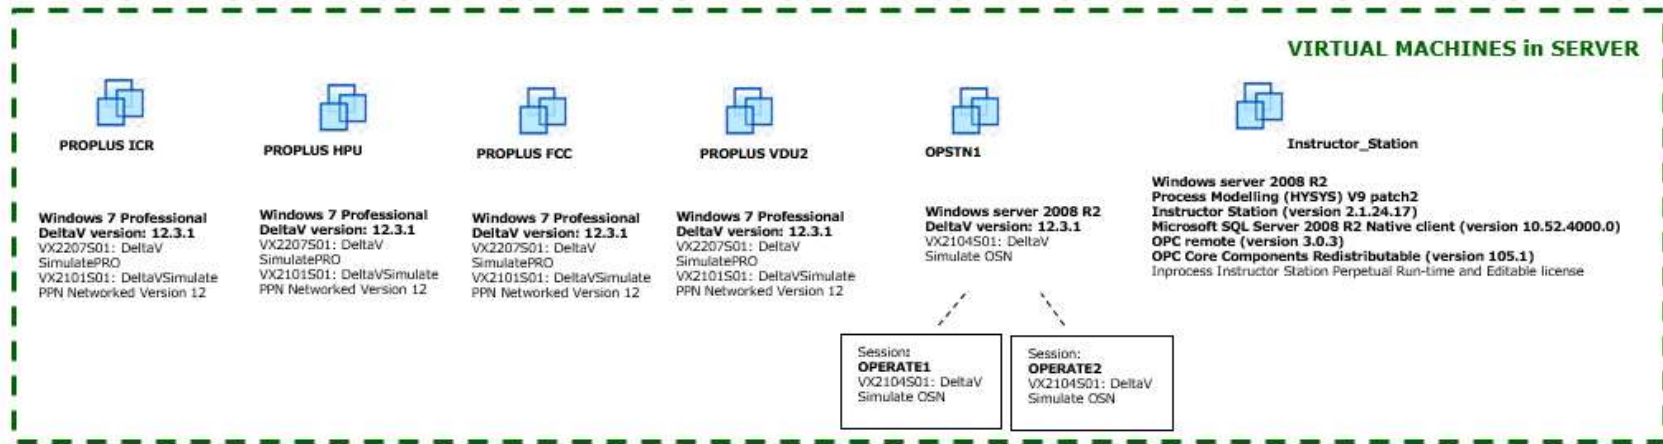 VIRTUAL MACHINES in SERVER
PROPLUS ICR
Windows 7 Professional
DeltaV version: 12.3.1
VX2207S01: DeltaV
SimulatePRO
VX2101S01: DeltaVSimulate
PPN Networked Version 12
PROPLUS HPU
Windows 7 Professional
DeltaV version: 12.3.1
VX2207S01: DeltaV
SimulatePRO
VX2101S01: DeltaVSimulate
PPN Networked Version 12
PROPLUS FCC
Windows 7 Professional
DeltaV version: 12.3.1
VX2207S01: DeltaV
SimulatePRO
VX2101S01: DeltaVSimulate
PPN Networked Version 12
PROPLUS VDU2
Windows 7 Professional
DeltaV version: 12.3.1
VX2207S01: DeltaV
SimulatePRO
VX2101S01: DeltaVSimulate
PPN Networked Version 12
OPSTN1
Windows server 2008 R2
DeltaV version: 12.3.1
VX2104S01: DeltaV
Simulate OSN
Session:
OPERATE1
VX2104S01: DeltaV
Simulate OSN
Session:
OPERATE2
VX2104S01: DeltaV
Simulate OSN
Instructor_Station
Windows server 2008 R2
Process Modelling (HYSYS) V9 patch2
Instructor Station (version 2.1.24.17)
Microsoft SQL Server 2008 R2 Native client (version 10.52.4000.0)
OPC remote (version 3.0.3)
OPC Core Components Redistributable (version 105.1)
Inprocess Instructor Station Perpetual Run-time and Editable license